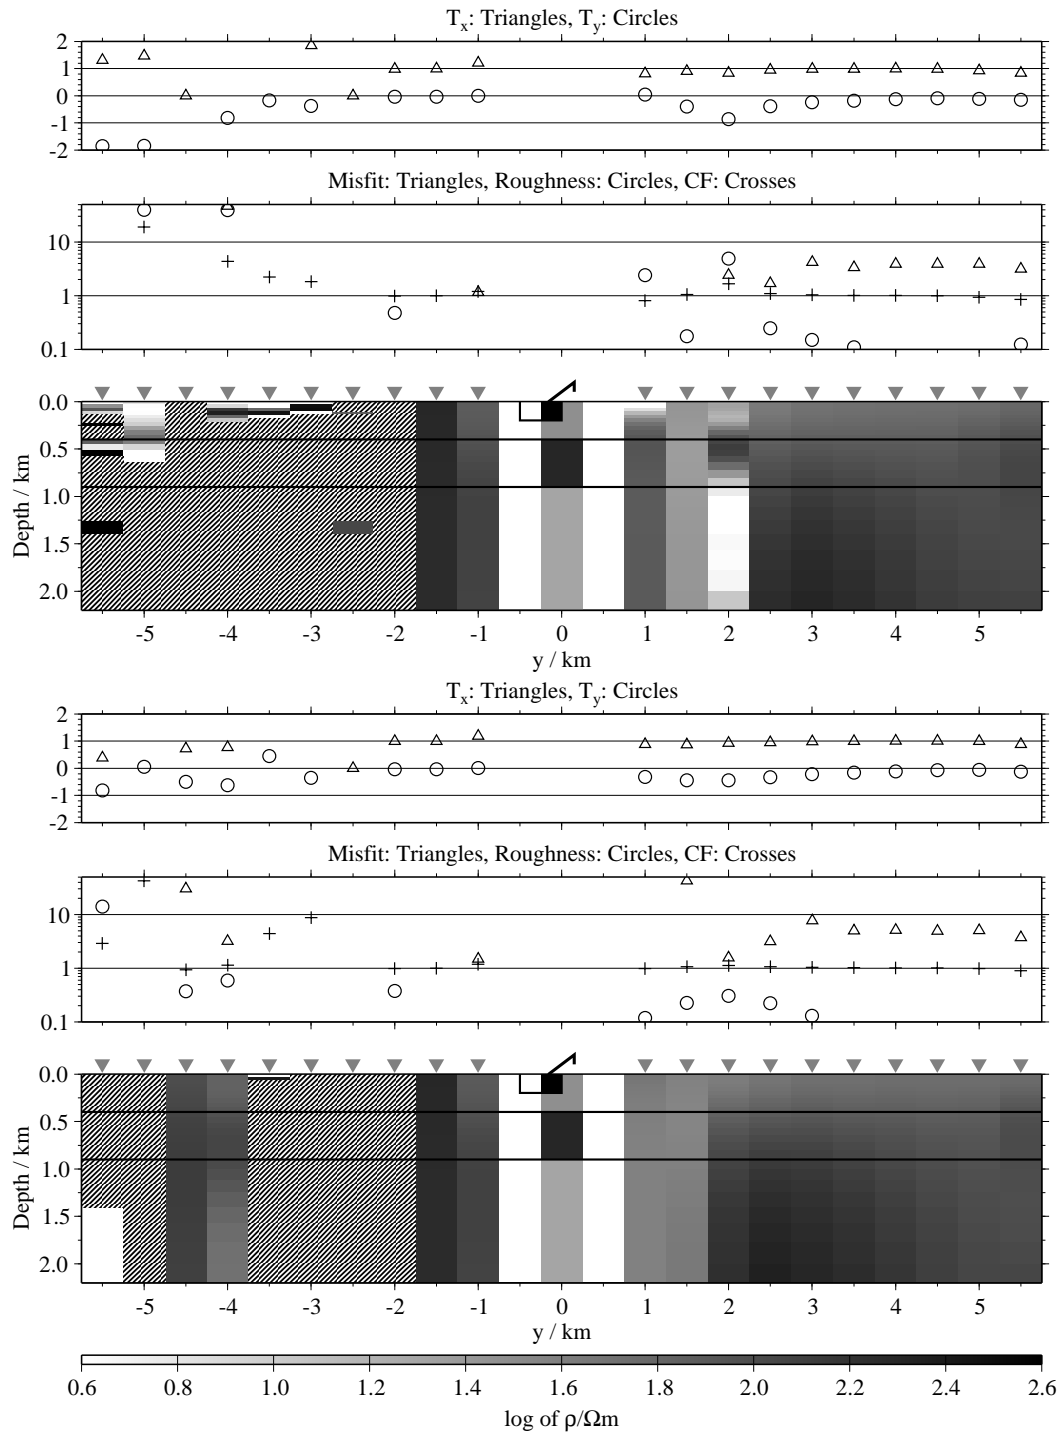 Tx: Triangles, Ty: Circles
2
1
0
-1
-2
Misfit: Triangles, Roughness: Circles, CF: Crosses
10
1
0.1
Depth / km
0.0
0.5
1.0
1.5
2.0
-5 -4 -3 -2 -1 0 1 2 3 4 5
y / km
Tx: Triangles, Ty: Circles
2
1
0
-1
-2
Misfit: Triangles, Roughness: Circles, CF: Crosses
10
1
0.1
Depth / km
0.0
0.5
1.0
1.5
2.0
-5 -4 -3 -2 -1 0 1 2 3 4 5
y / km
0.6 0.8 1.0 1.2 1.4 1.6 1.8 2.0 2.2 2.4 2.6
log of ρ/Ωm